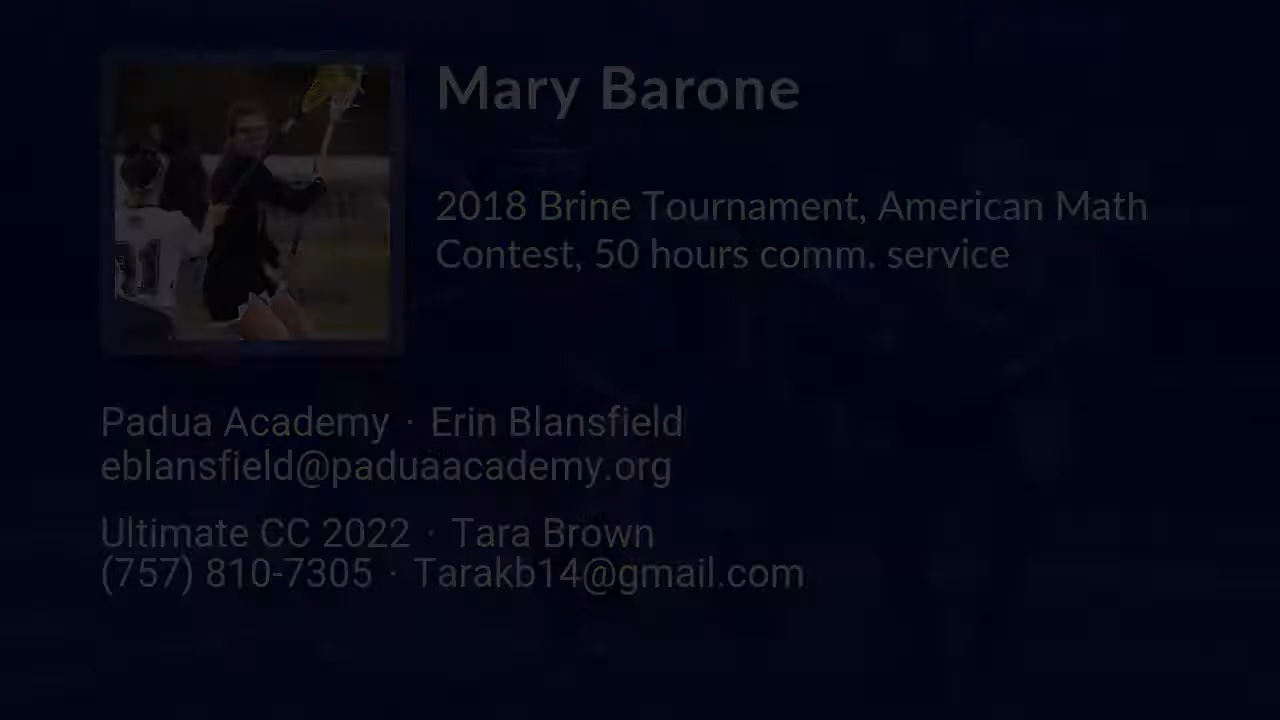 Mary Barone
2018 Brine Tournament, American Math
Contest, 50 hours comm. service
31
Padua Academy · Erin Blansfield
eblansfield@paduaacademy.org
Ultimate CC 2022 · Tara Brown
(757) 810-7305 · Tarakb14@gmail.com